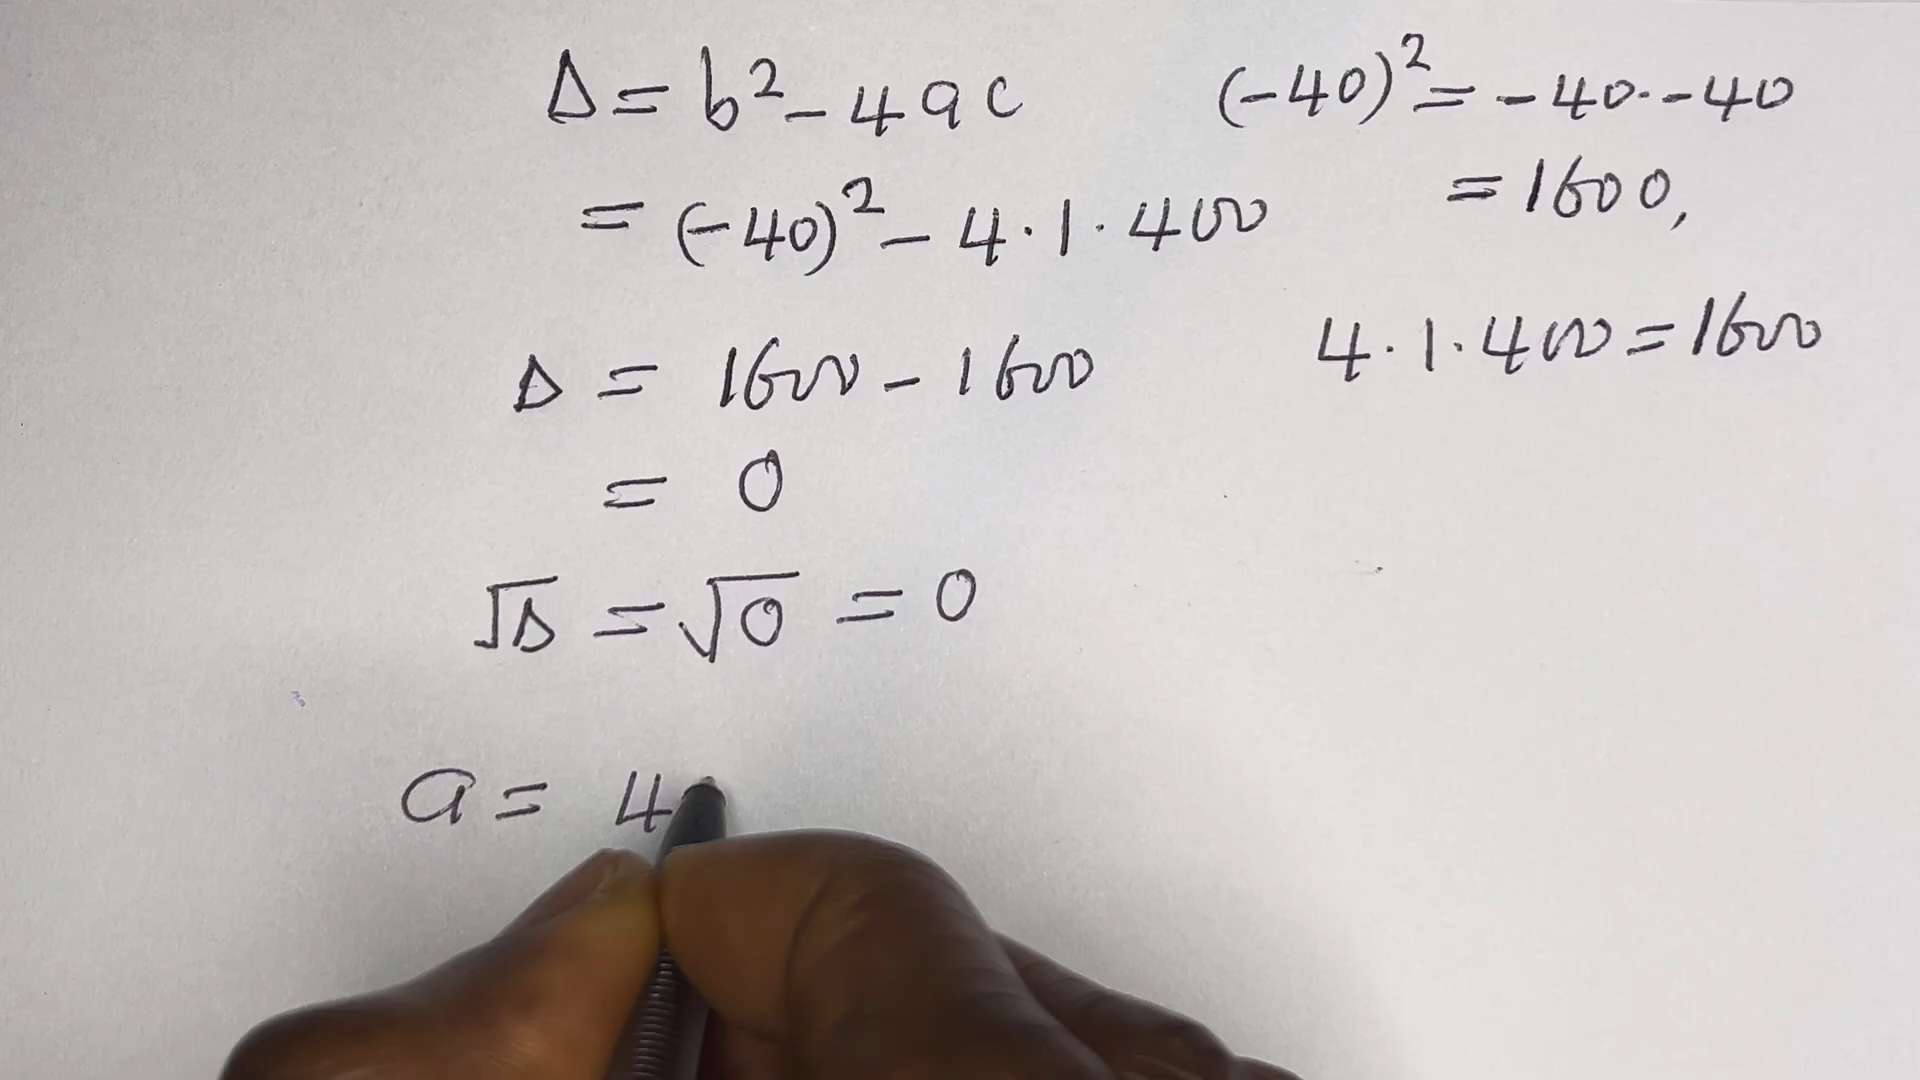 Δ = b² - 4ac
= (-40)² - 4·1·400
Δ = 1600 - 1600
= 0
√Δ = √0 = 0
a = 4
(-40)² = -40·-40
= 1600,
4·1·400 = 1600